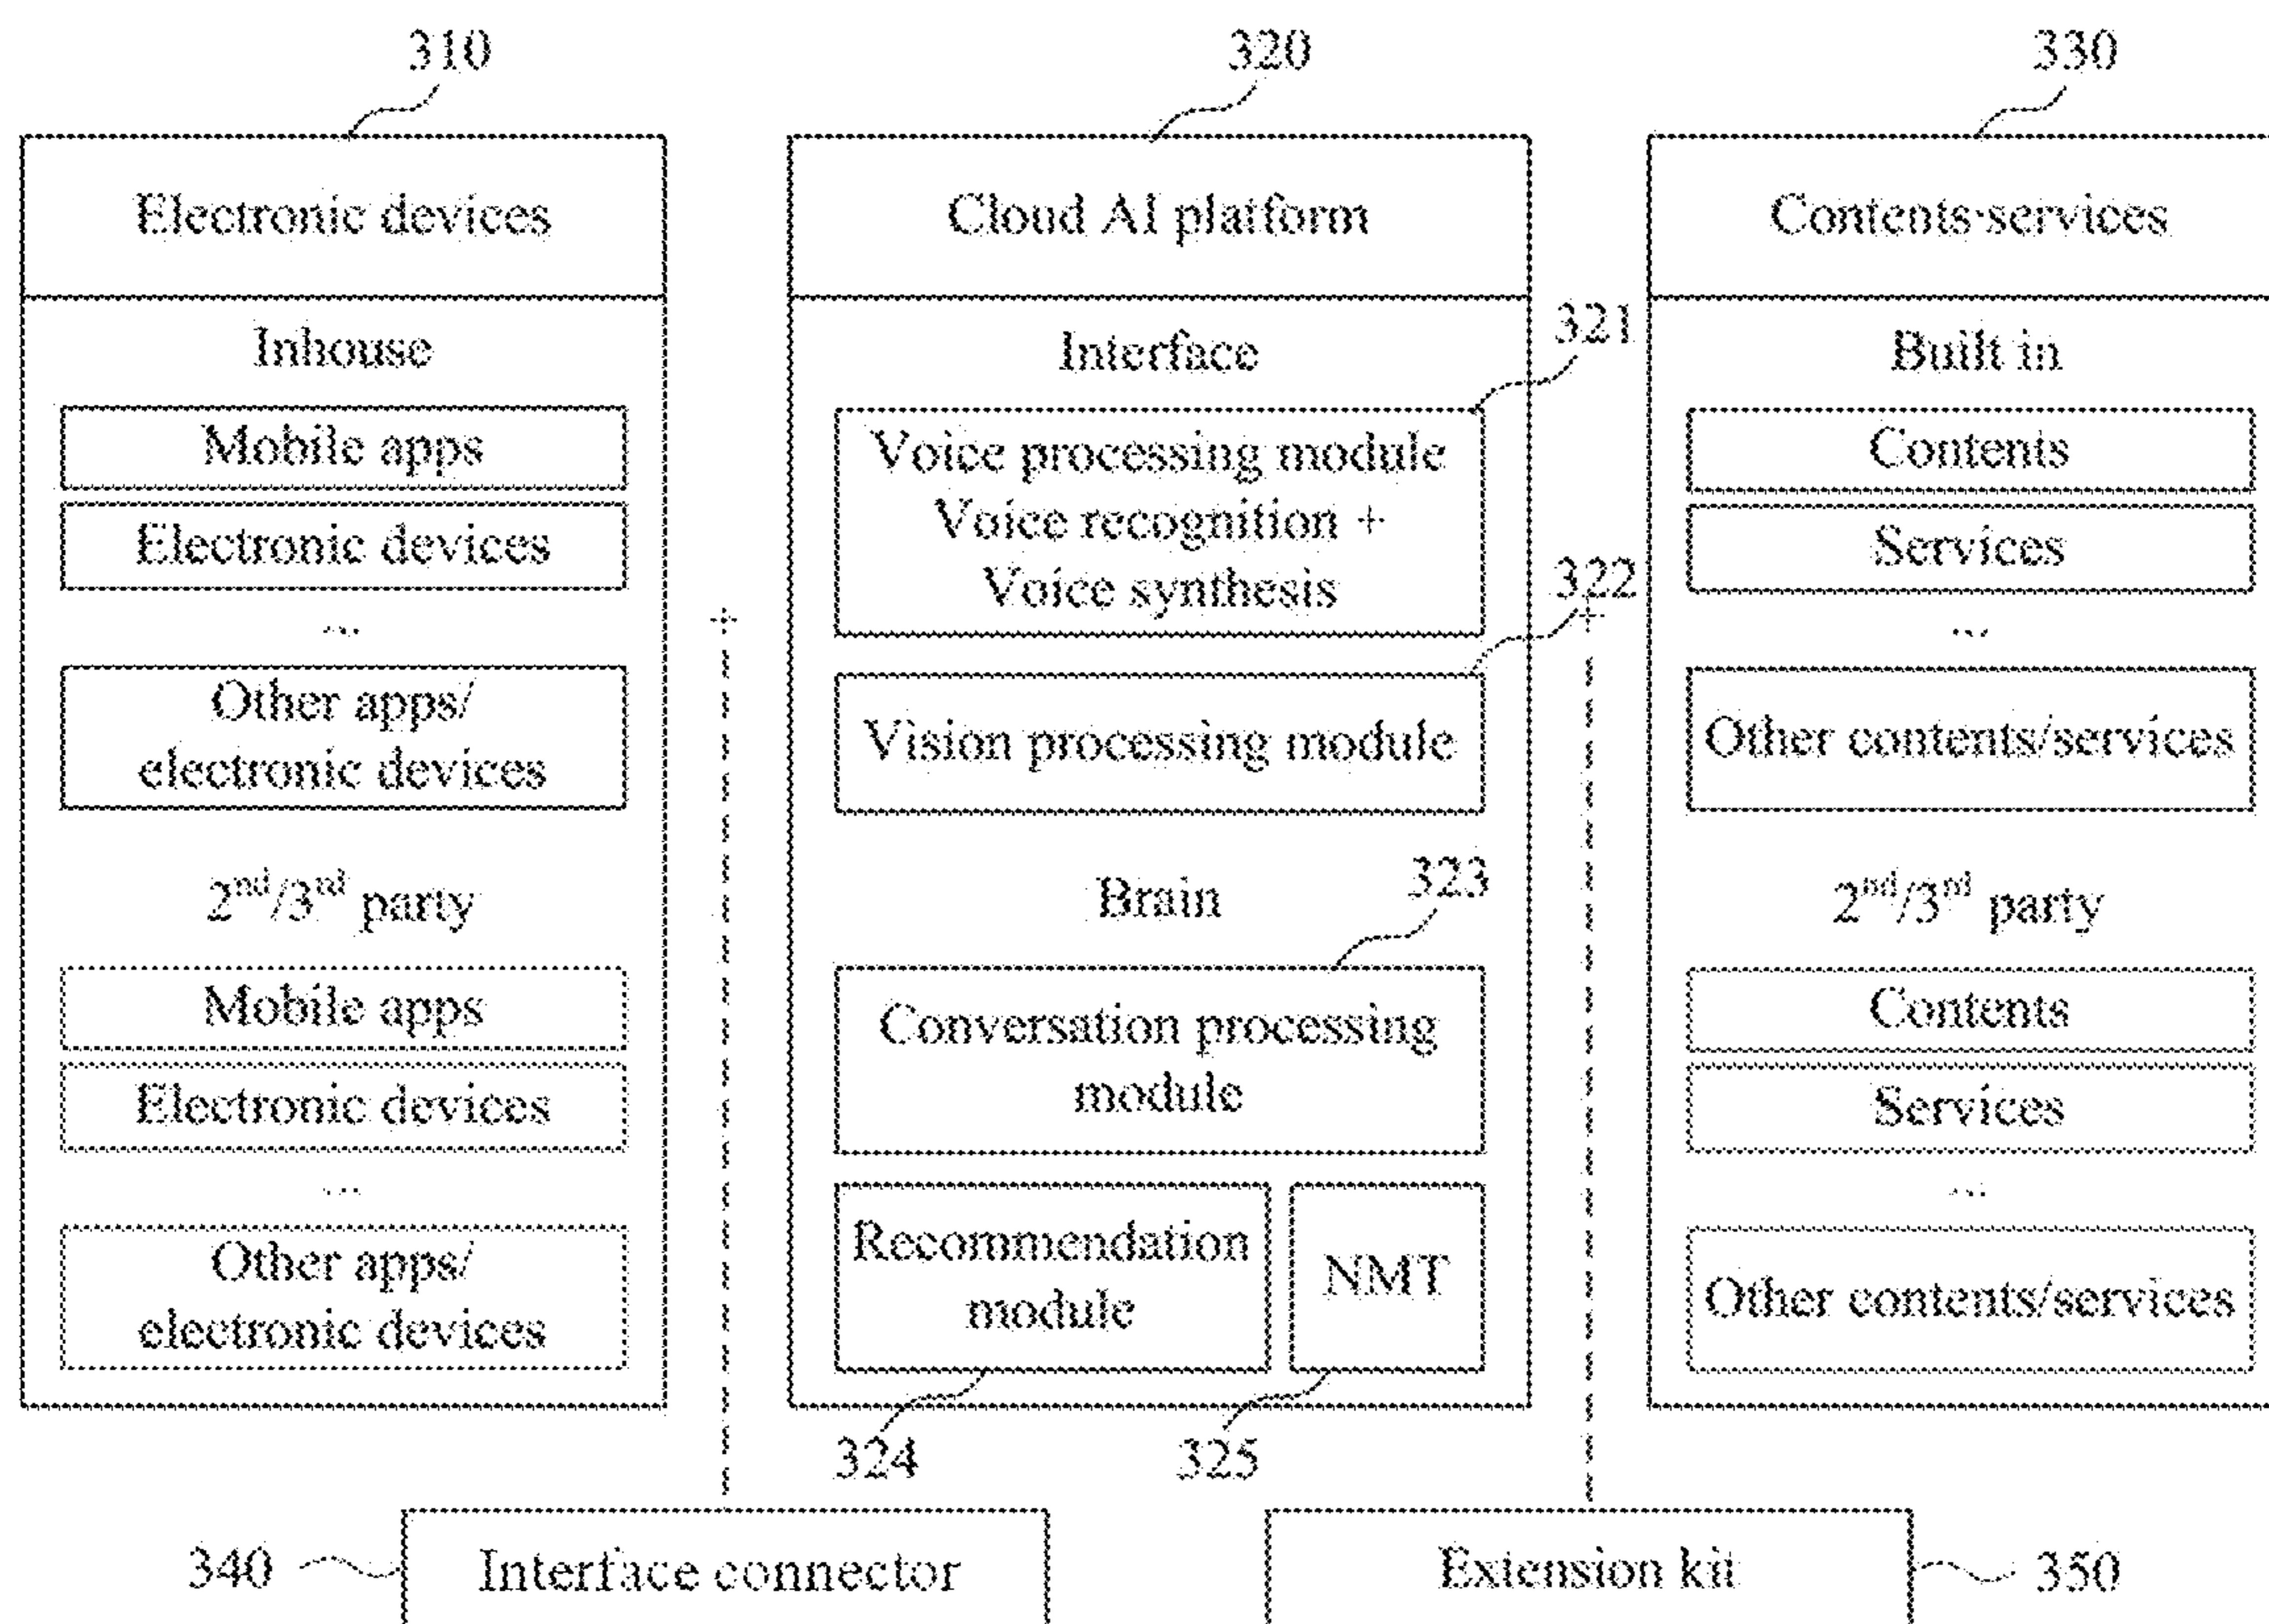 310
320
330
Electronic devices
Inhouse
Mobile apps
Electronic devices
...
Other apps/
electronic devices
2nd/3rd party
Mobile apps
Electronic devices
...
Other apps/
electronic devices
Cloud AI platform
Interface
321
Voice processing module
Voice recognition +
Voice synthesis
322
Vision processing module
Brain
323
Conversation processing
module
Recommendation
module
NMT
324
325
Contents·services
Built in
Contents
Services
...
Other contents/services
2nd/3rd party
Contents
Services
...
Other contents/services
340
Interface connector
Extension kit
350